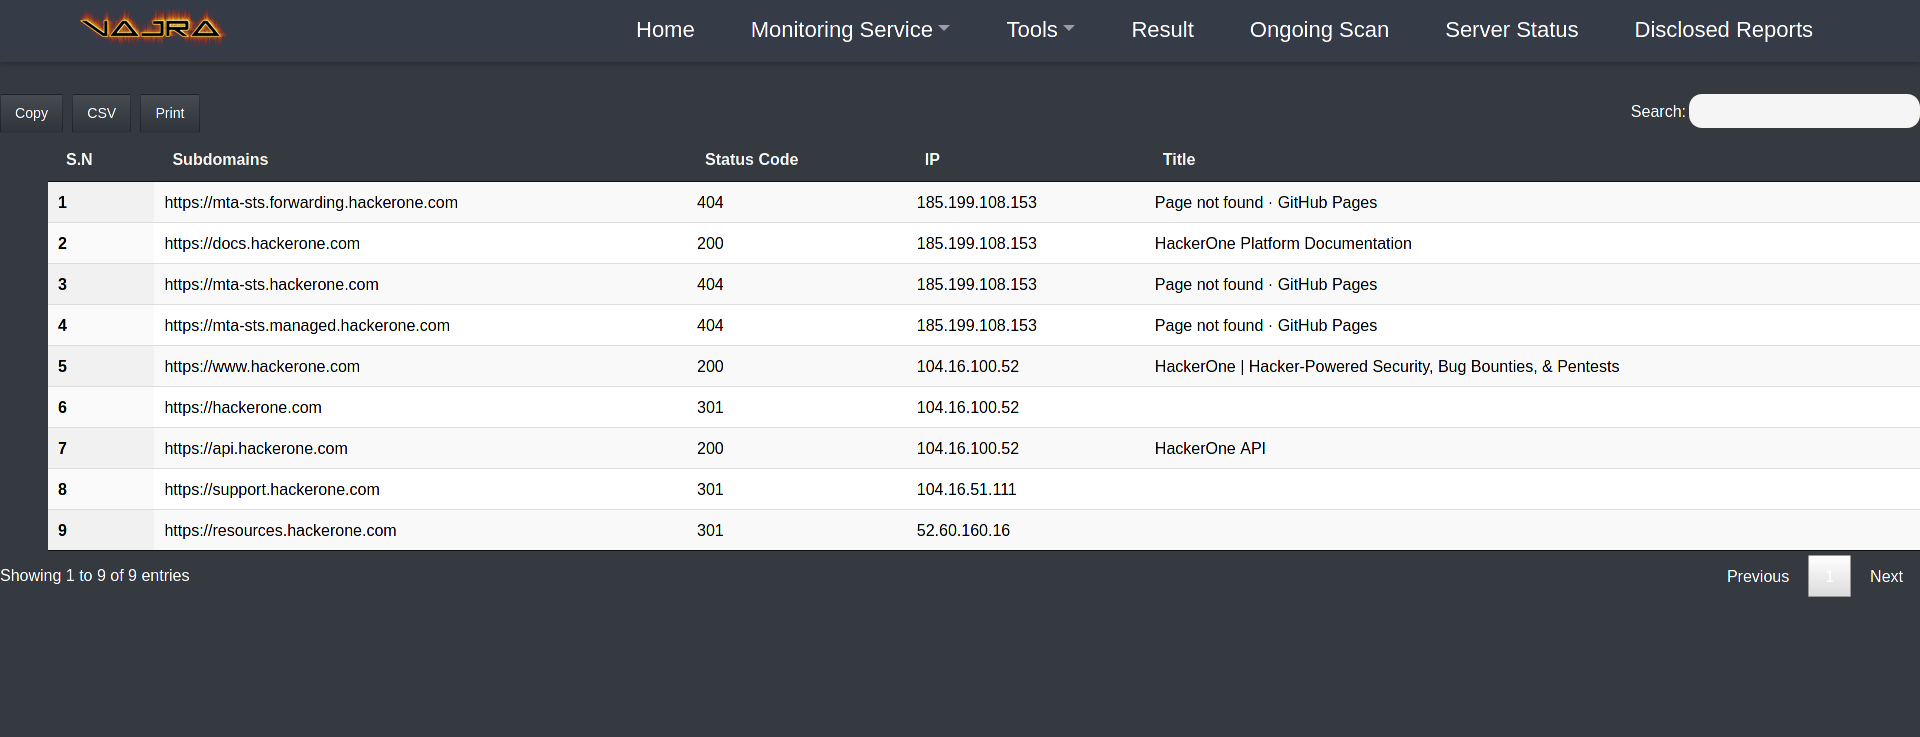 VAJRA Home Monitoring Service Tools Result Ongoing Scan Server Status Disclosed Reports
Copy CSV Print Search:
S.N Subdomains Status Code IP Title
1 https://mta-sts.forwarding.hackerone.com 404 185.199.108.153 Page not found · GitHub Pages
2 https://docs.hackerone.com 200 185.199.108.153 HackerOne Platform Documentation
3 https://mta-sts.hackerone.com 404 185.199.108.153 Page not found · GitHub Pages
4 https://mta-sts.managed.hackerone.com 404 185.199.108.153 Page not found · GitHub Pages
5 https://www.hackerone.com 200 104.16.100.52 HackerOne | Hacker-Powered Security, Bug Bounties, & Pentests
6 https://hackerone.com 301 104.16.100.52
7 https://api.hackerone.com 200 104.16.100.52 HackerOne API
8 https://support.hackerone.com 301 104.16.51.111
9 https://resources.hackerone.com 301 52.60.160.16
Showing 1 to 9 of 9 entries Previous 1 Next